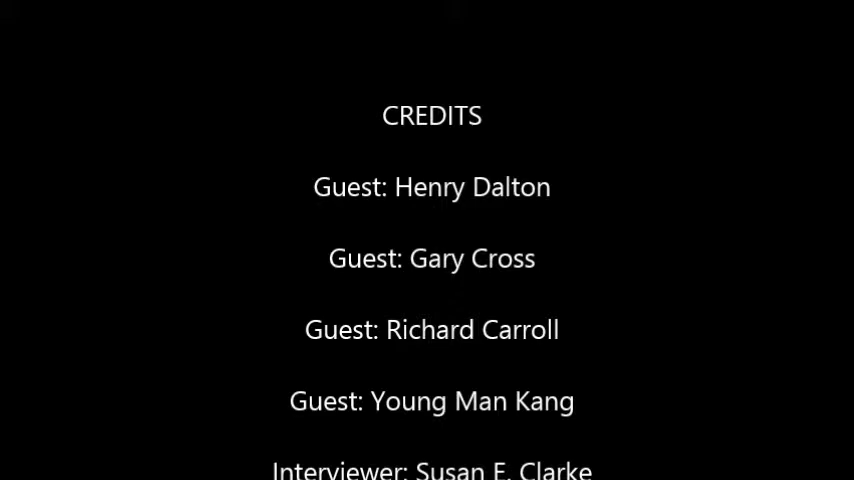 CREDITS
Guest: Henry Dalton
Guest: Gary Cross
Guest: Richard Carroll
Guest: Young Man Kang
Interviewer: Susan E. Clarke